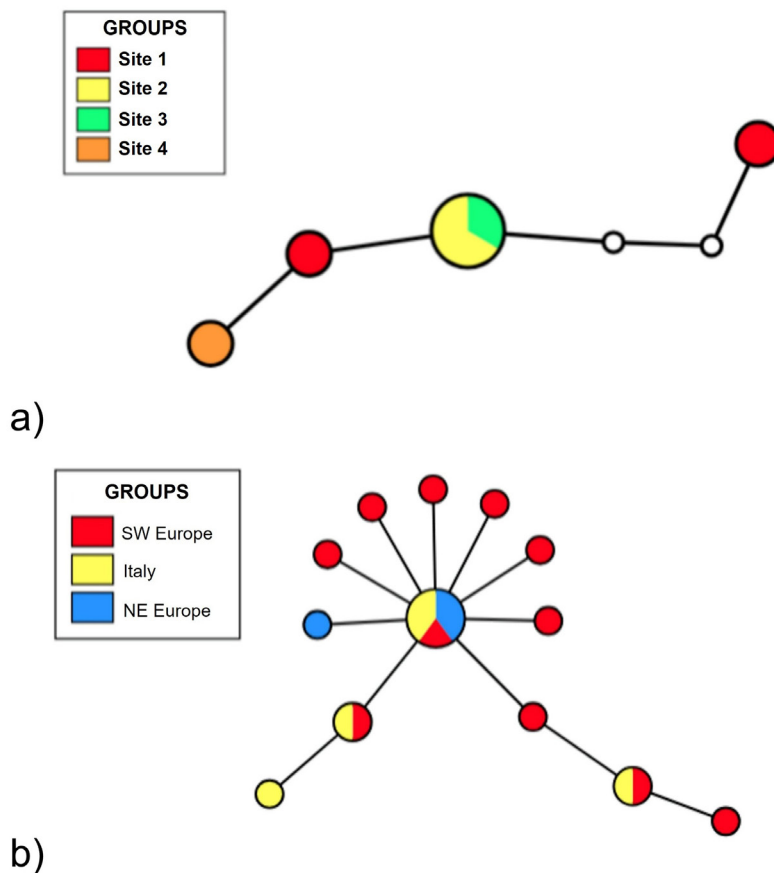 GROUPS
Site 1
Site 2
Site 3
Site 4
a)
GROUPS
SW Europe
Italy
NE Europe
b)